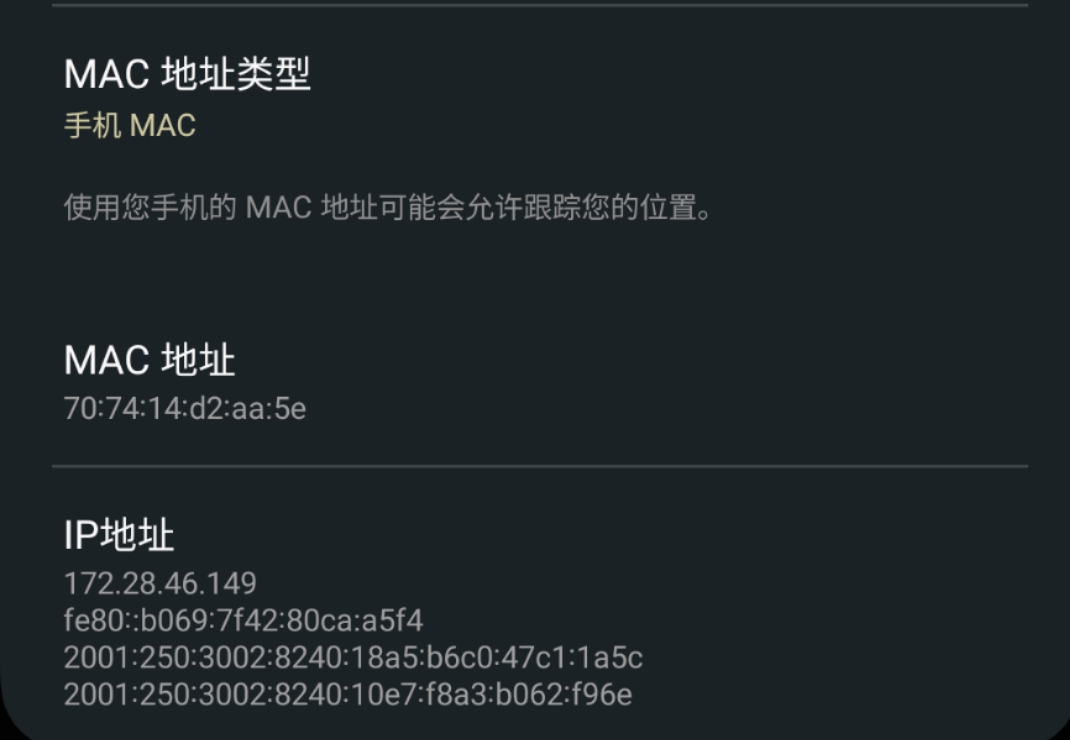 MAC 地址类型
手机 MAC
使用您手机的 MAC 地址可能会允许跟踪您的位置。
MAC 地址
70:74:14:d2:aa:5e
IP地址
172.28.46.149
fe80::b069:7f42:80ca:a5f4
2001:250:3002:8240:18a5:b6c0:47c1:1a5c
2001:250:3002:8240:10e7:f8a3:b062:f96e